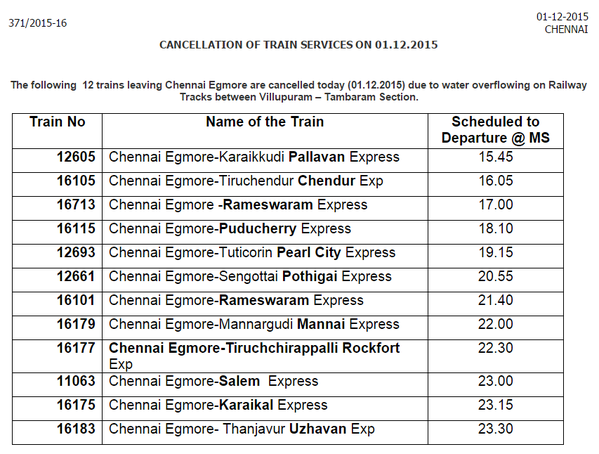 371/2015-16
01-12-2015
CHENNAI
CANCELLATION OF TRAIN SERVICES ON 01.12.2015
The following 12 trains leaving Chennai Egmore are cancelled today (01.12.2015) due to water overflowing on Railway
Tracks between Villupuram – Tambaram Section.
Train No Name of the Train Scheduled to
Departure @ MS
12605 Chennai Egmore-Karaikkudi Pallavan Express 15.45
16105 Chennai Egmore-Tiruchendur Chendur Exp 16.05
16713 Chennai Egmore -Rameswaram Express 17.00
16115 Chennai Egmore-Puducherry Express 18.10
12693 Chennai Egmore-Tuticorin Pearl City Express 19.15
12661 Chennai Egmore-Sengottai Pothigai Express 20.55
16101 Chennai Egmore-Rameswaram Express 21.40
16179 Chennai Egmore-Mannargudi Mannai Express 22.00
16177 Chennai Egmore-Tiruchchirappalli Rockfort 22.30
Exp
11063 Chennai Egmore-Salem Express 23.00
16175 Chennai Egmore-Karaikal Express 23.15
16183 Chennai Egmore- Thanjavur Uzhavan Exp 23.30